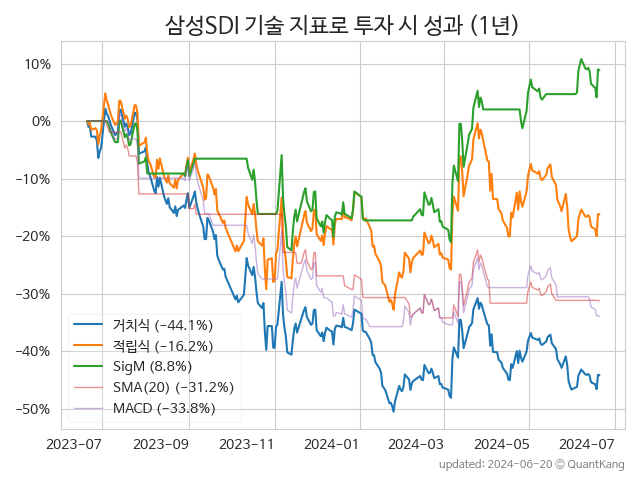 삼성SDI 기술 지표로 투자 시 성과 (1년)
10%
0%
−10%
−20%
−30%
−40%
−50%
거치식 (−44.1%)
적립식 (−16.2%)
SigM (8.8%)
SMA(20) (−31.2%)
MACD (−33.8%)
2023−07 2023−09 2023−11 2024−01 2024−03 2024−05 2024−07
updated: 2024−06−20 © QuantKang